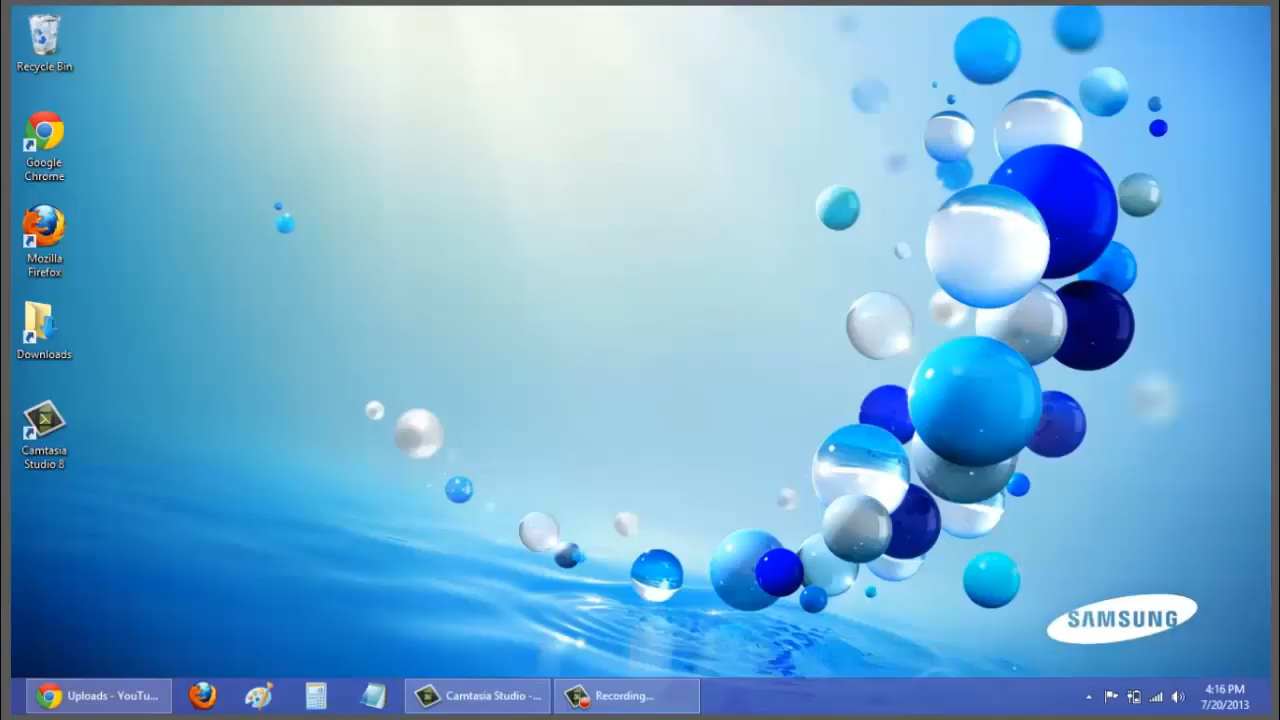 Recycle Bin
Google
Chrome
Mozilla
Firefox
Downloads
Camtasia
Studio 8
SAMSUNG
Uploads - YouTu...
Camtasia Studio -...
Recording...
4:16 PM
7/20/2013